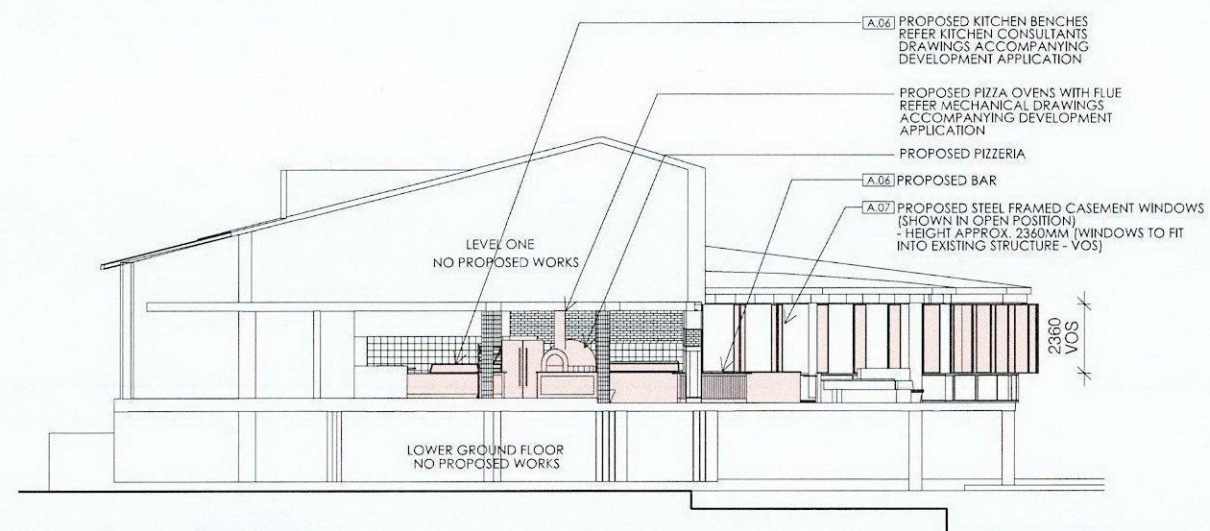 A.06 PROPOSED KITCHEN BENCHES
REFER KITCHEN CONSULTANTS
DRAWINGS ACCOMPANYING
DEVELOPMENT APPLICATION
PROPOSED PIZZA OVENS WITH FLUE
REFER MECHANICAL DRAWINGS
ACCOMPANYING DEVELOPMENT
APPLICATION
PROPOSED PIZZERIA
A.06 PROPOSED BAR
A.07 PROPOSED STEEL FRAMED CASEMENT WINDOWS
(SHOWN IN OPEN POSITION)
- HEIGHT APPROX. 2360MM (WINDOWS TO FIT
INTO EXISTING STRUCTURE - VOS)
LEVEL ONE
NO PROPOSED WORKS
2360
VOS
LOWER GROUND FLOOR
NO PROPOSED WORKS